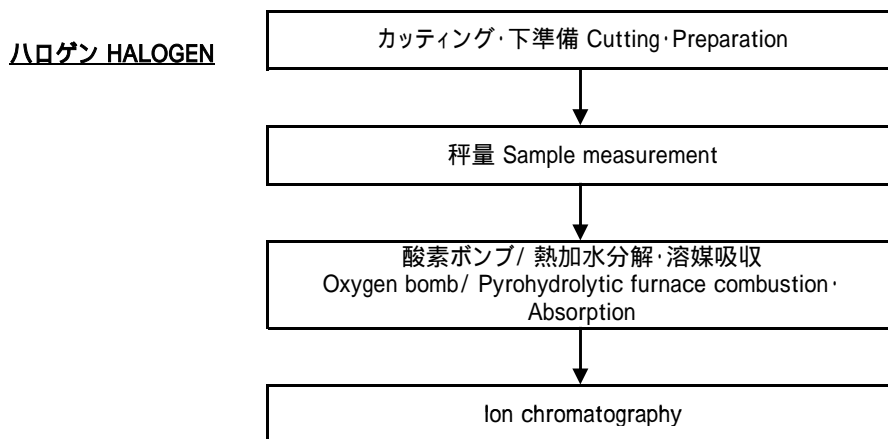 ハロゲン HALOGEN
カッティング･下準備 Cutting･Preparation
秤量 Sample measurement
酸素ボンブ/ 熱加水分解･溶媒吸収
Oxygen bomb/ Pyrohydrolytic furnace combustion･
Absorption
Ion chromatography